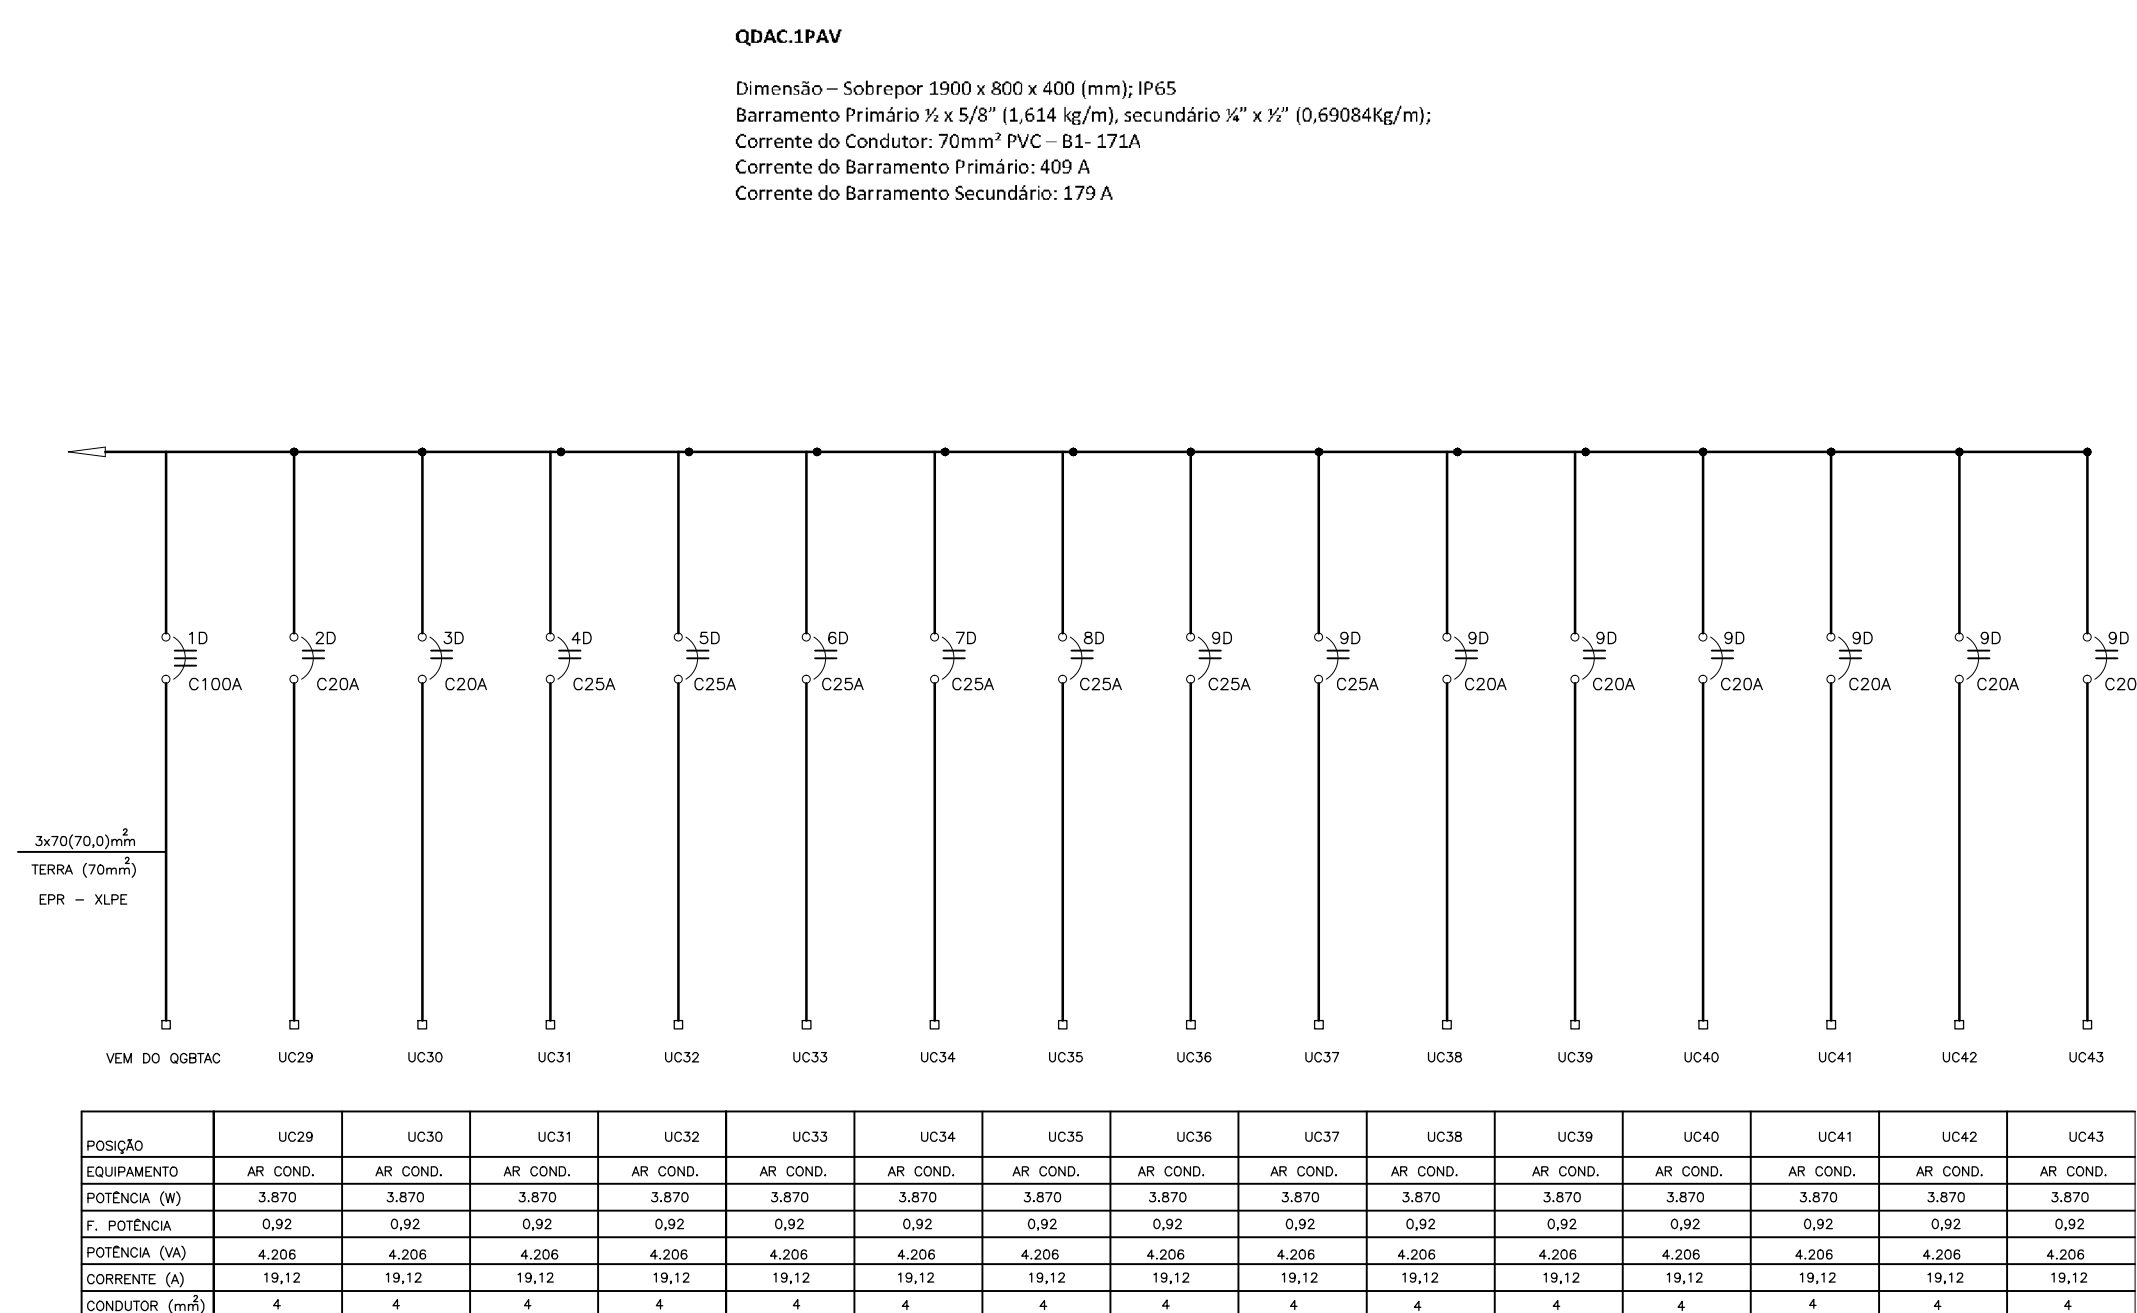 QDAC.1PAV
Dimensão – Sobrepor 1900 x 800 x 400 (mm); IP65
Barramento Primário ½ x 5/8” (1,614 kg/m), secundário ¼” x ½” (0,69084Kg/m);
Corrente do Condutor: 70mm² PVC – B1- 171A
Corrente do Barramento Primário: 409 A
Corrente do Barramento Secundário: 179 A
1D 2D 3D 4D 5D 6D 7D 8D 9D 9D 9D 9D 9D 9D 9D 9D
C100A C20A C20A C25A C25A C25A C25A C25A C25A C25A C20A C20A C20A C20A C20A C20
3x70(70,0)mm²
TERRA (70mm²)
EPR – XLPE
VEM DO QGBTAC UC29 UC30 UC31 UC32 UC33 UC34 UC35 UC36 UC37 UC38 UC39 UC40 UC41 UC42 UC43
POSIÇÃO UC29 UC30 UC31 UC32 UC33 UC34 UC35 UC36 UC37 UC38 UC39 UC40 UC41 UC42 UC43
EQUIPAMENTO AR COND. AR COND. AR COND. AR COND. AR COND. AR COND. AR COND. AR COND. AR COND. AR COND. AR COND. AR COND. AR COND. AR COND. AR COND.
POTÊNCIA (W) 3.870 3.870 3.870 3.870 3.870 3.870 3.870 3.870 3.870 3.870 3.870 3.870 3.870 3.870 3.870
F. POTÊNCIA 0,92 0,92 0,92 0,92 0,92 0,92 0,92 0,92 0,92 0,92 0,92 0,92 0,92 0,92 0,92
POTÊNCIA (VA) 4.206 4.206 4.206 4.206 4.206 4.206 4.206 4.206 4.206 4.206 4.206 4.206 4.206 4.206 4.206
CORRENTE (A) 19,12 19,12 19,12 19,12 19,12 19,12 19,12 19,12 19,12 19,12 19,12 19,12 19,12 19,12 19,12
CONDUTOR (mm²) 4 4 4 4 4 4 4 4 4 4 4 4 4 4 4